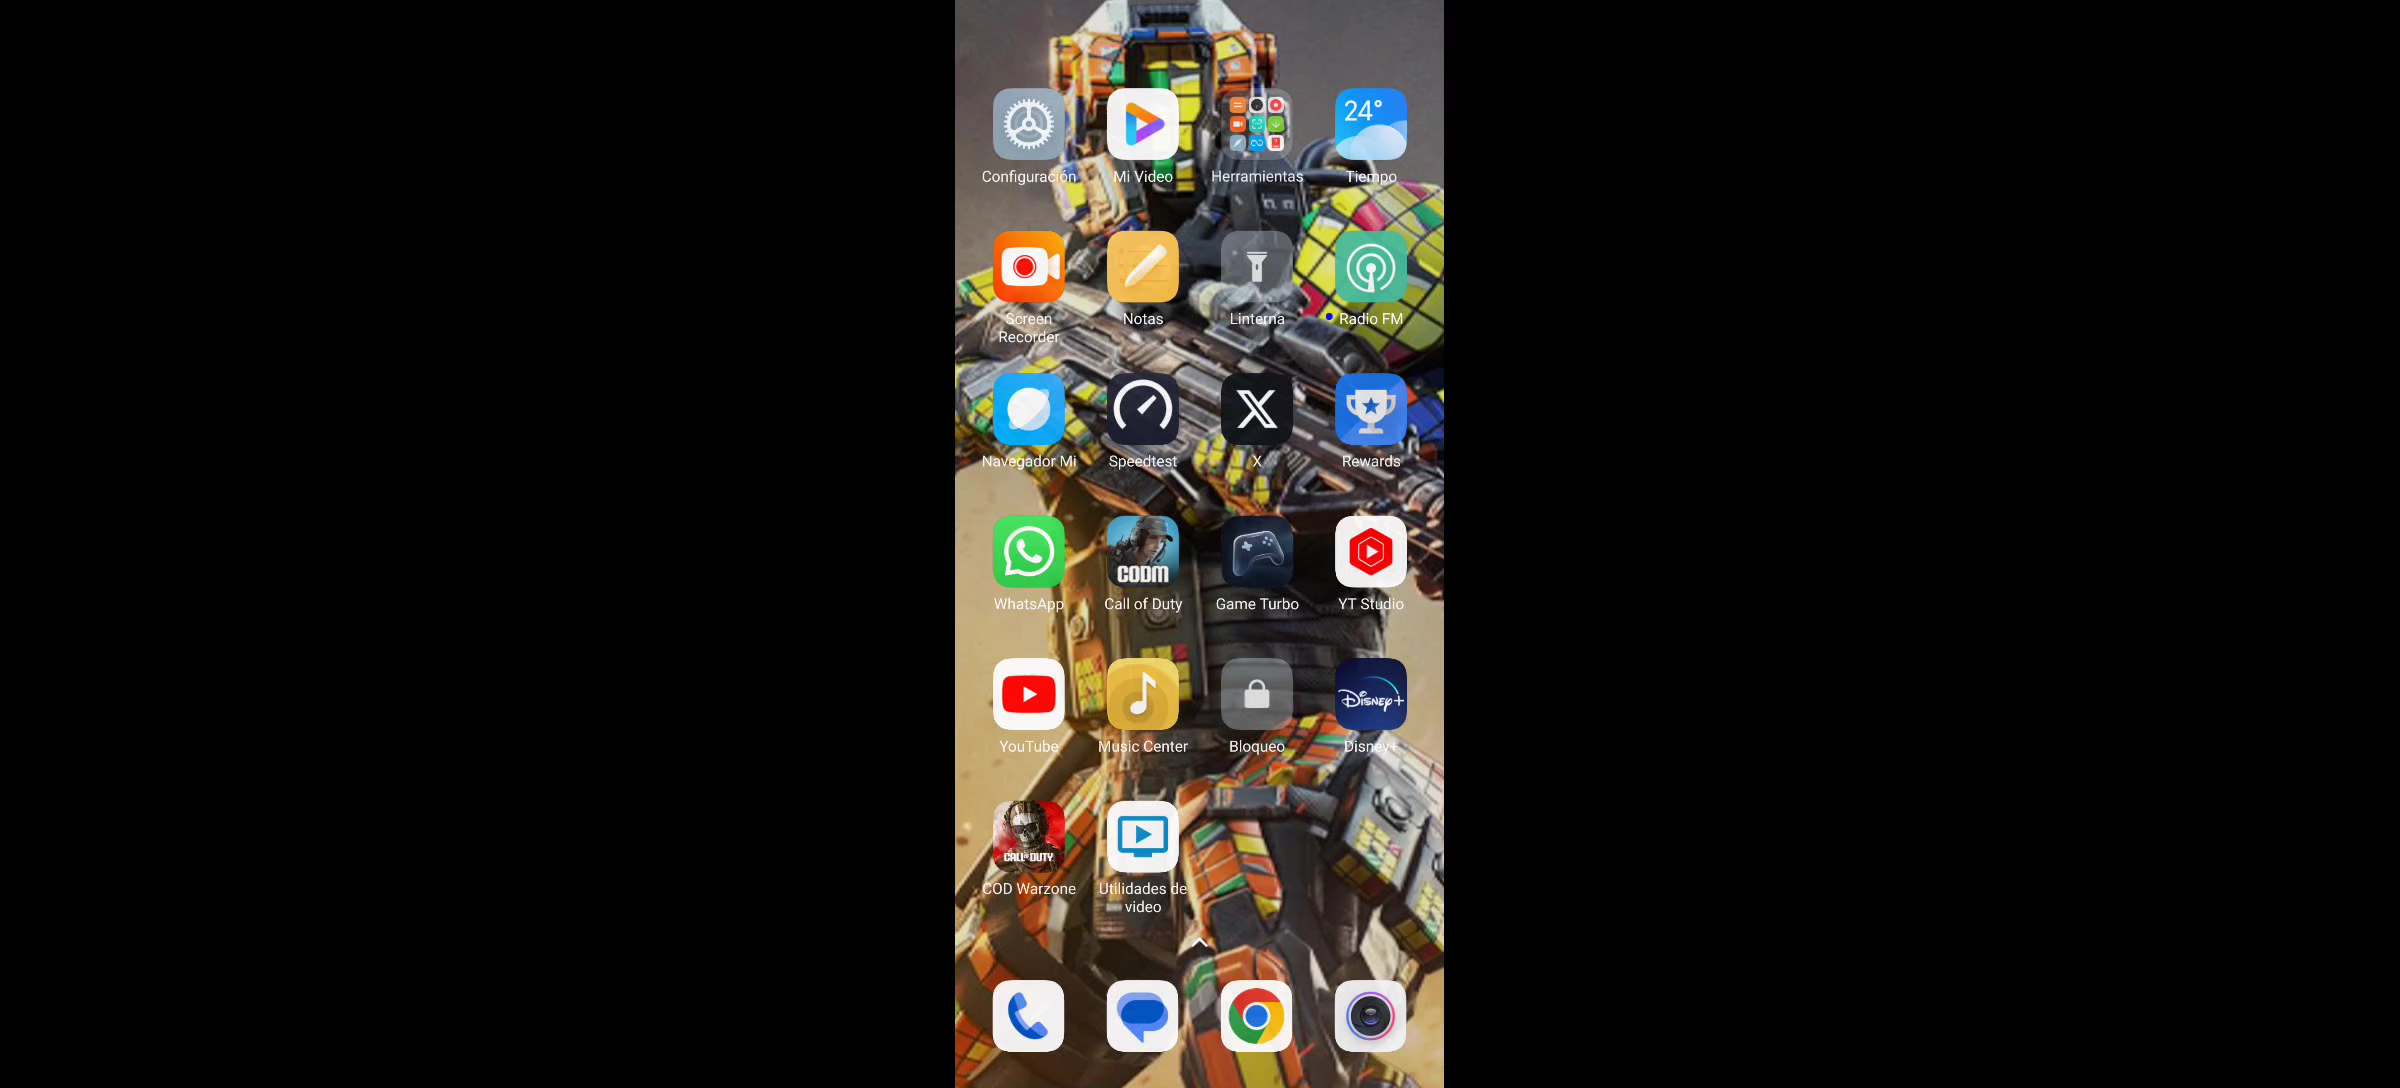 24°
Configuración
Mi Video
Herramientas
Tiempo
Screen
Recorder
Notas
Linterna
Radio FM
Navegador Mi
Speedtest
X
Rewards
CODM
WhatsApp
Call of Duty
Game Turbo
YT Studio
Disney+
YouTube
Music Center
Bloqueo
Disney+
CALL OF DUTY
COD Warzone
Utilidades de
video